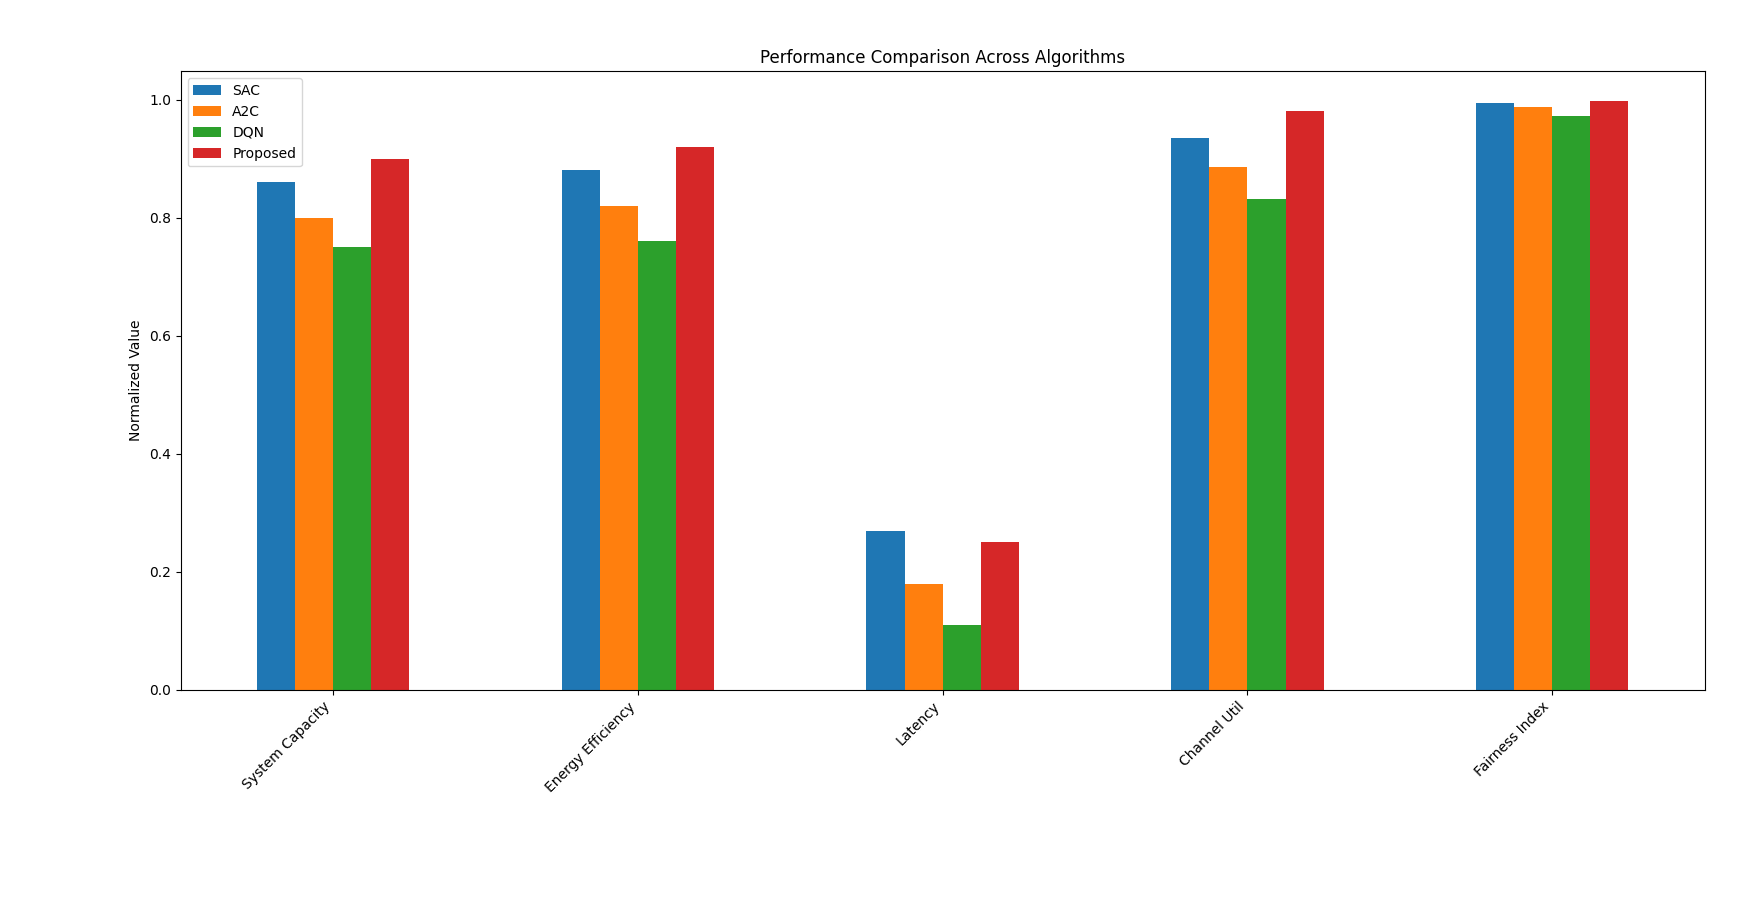 Performance Comparison Across Algorithms
SAC
A2C
DQN
Proposed
Normalized Value
1.0
0.8
0.6
0.4
0.2
0.0
System Capacity
Energy Efficiency
Latency
Channel Util
Fairness Index